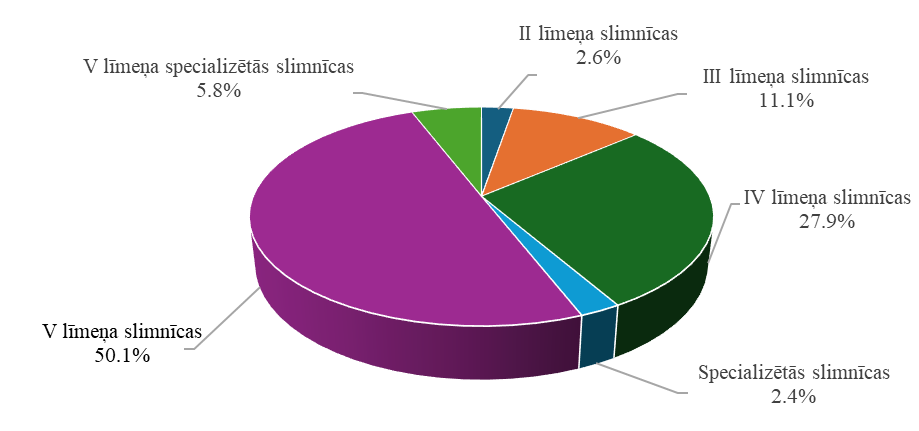 II līmeņa slimnīcas
2.6%
V līmeņa specializētās slimnīcas
5.8%
III līmeņa slimnīcas
11.1%
IV līmeņa slimnīcas
27.9%
V līmeņa slimnīcas
50.1%
Specializētās slimnīcas
2.4%